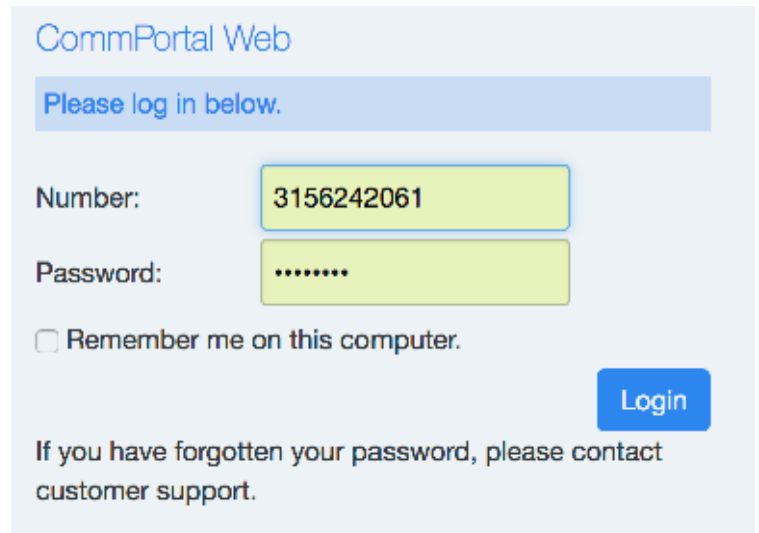 CommPortal Web
Please log in below.
Number: 3156242061
Password: ••••••••
Remember me on this computer.
Login
If you have forgotten your password, please contact
customer support.